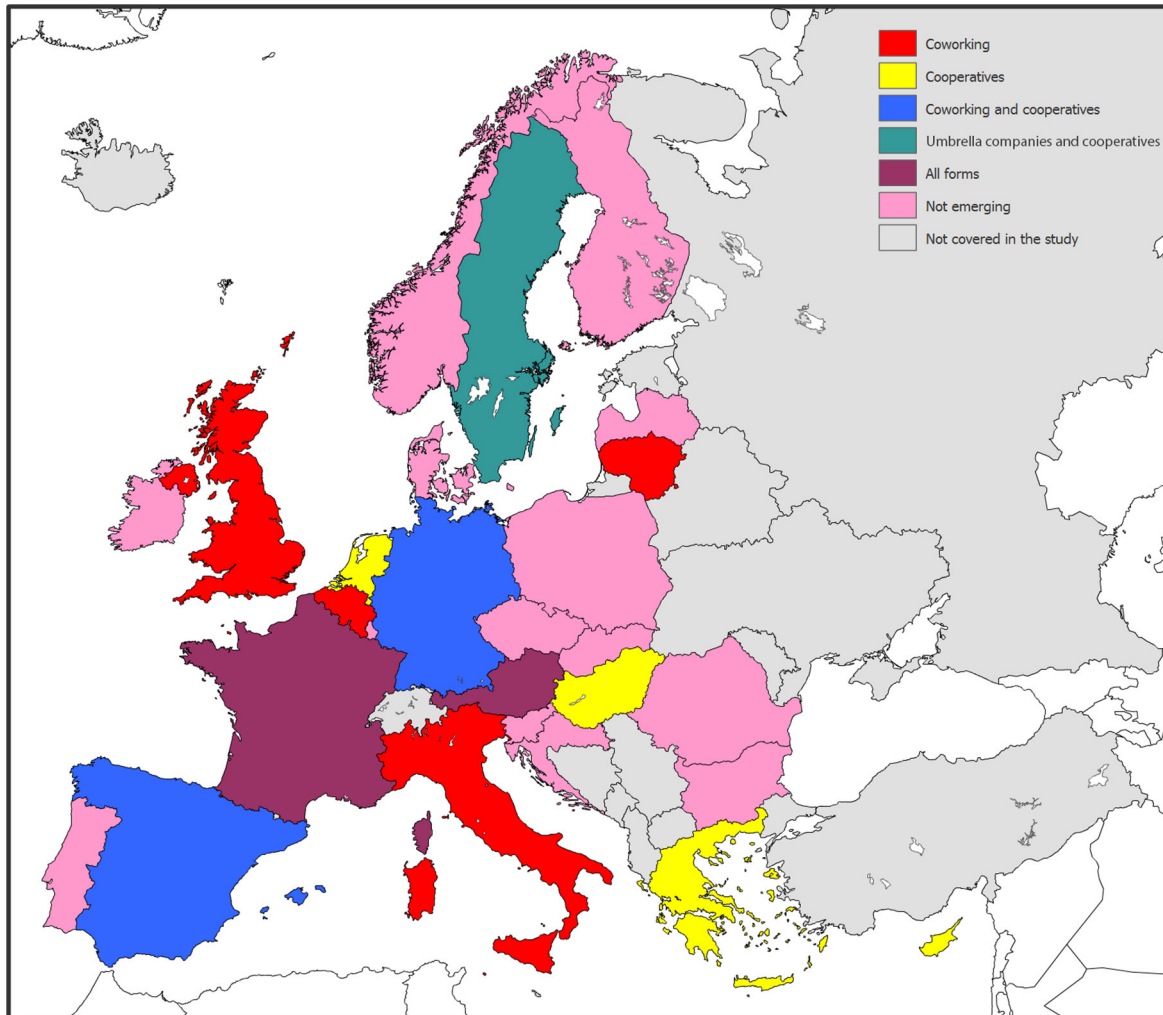 Coworking
Cooperatives
Coworking and cooperatives
Umbrella companies and cooperatives
All forms
Not emerging
Not covered in the study